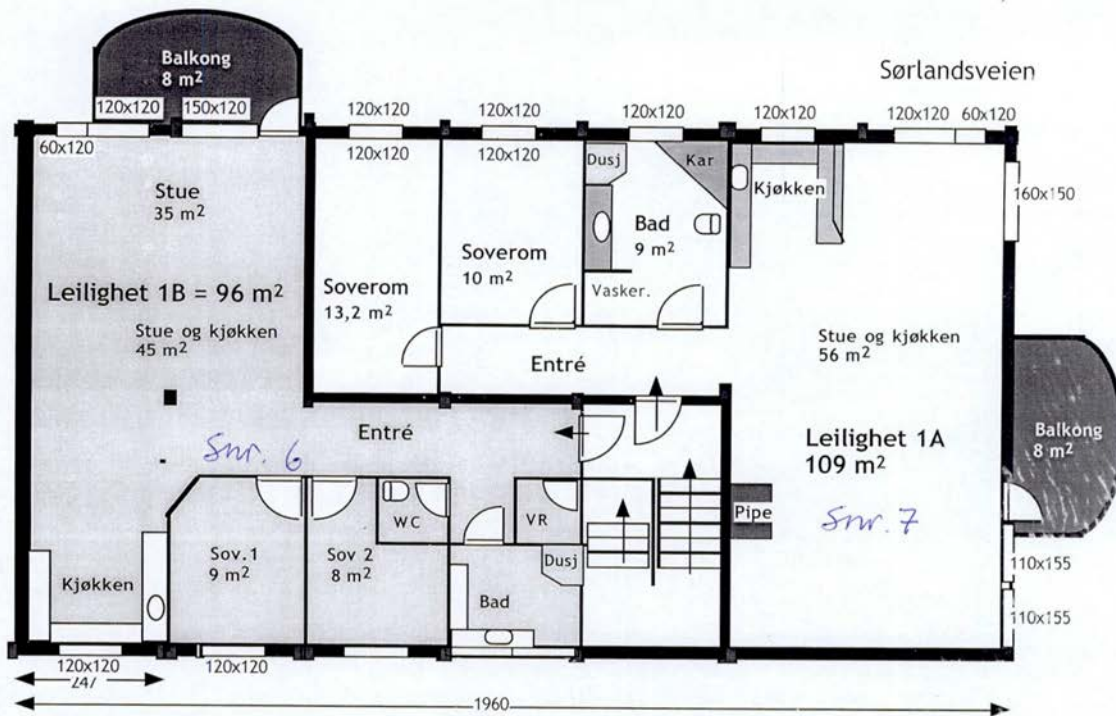 Balkong
8 m²
Sørlandsveien
120x120
150x120
120x120
120x120
120x120
120x120
120x120
60x120
60x120
120x120
120x120
Dusj
Kar
Kjøkken
160x150
Stue
35 m²
Bad
9 m²
Soverom
10 m²
Soverom
13,2 m²
Vasker.
Leilighet 1B = 96 m²
Stue og kjøkken
45 m²
Stue og kjøkken
56 m²
Entré
Entré
Snr. 6
Leilighet 1A
109 m²
Balkong
8 m²
Snr. 7
WC
VR
Pipe
Sov.1
9 m²
Sov 2
8 m²
Dusj
Kjøkken
Bad
110x155
110x155
120x120
120x120
247
1960